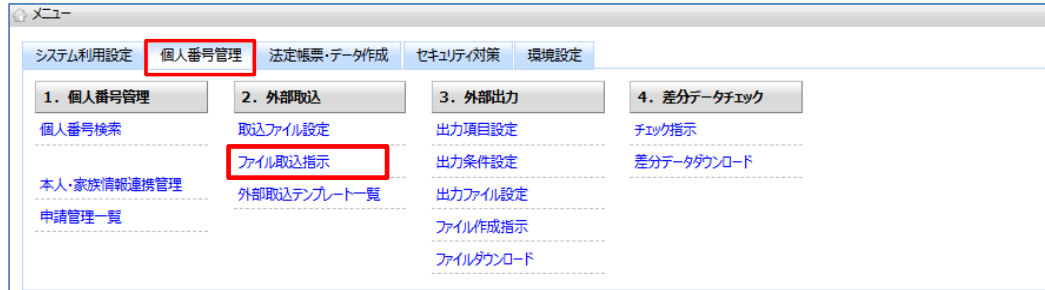 メニュー
システム利用設定 個人番号管理 法定帳票・データ作成 セキュリティ対策 環境設定
1. 個人番号管理
個人番号検索
本人・家族情報連携管理
申請管理一覧
2. 外部取込
取込ファイル設定
ファイル取込指示
外部取込テンプレート一覧
3. 外部出力
出力項目設定
出力条件設定
出力ファイル設定
ファイル作成指示
ファイルダウンロード
4. 差分データチェック
チェック指示
差分データダウンロード